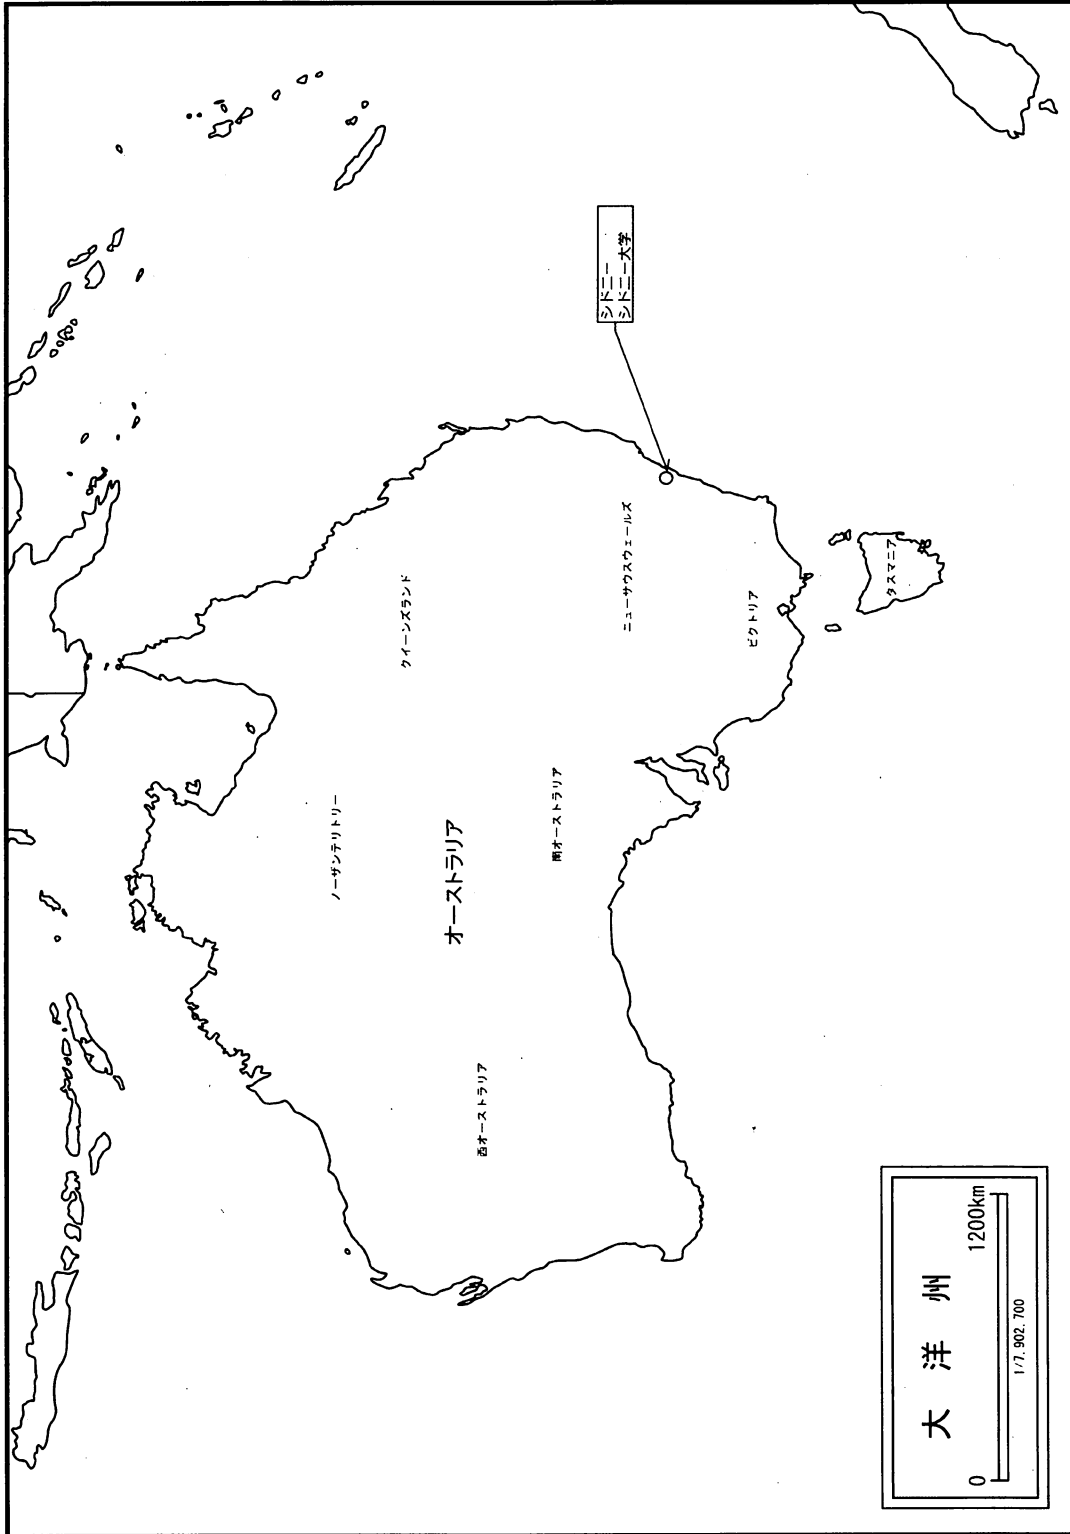 ノーザンテリトリー
クイーンズランド
オーストラリア
西オーストラリア
南オーストラリア
シドニー
シドニー大学
ニューサウスウェールズ
ビクトリア
タスマニア
大 洋 州
0 1200km
1/7.902.700